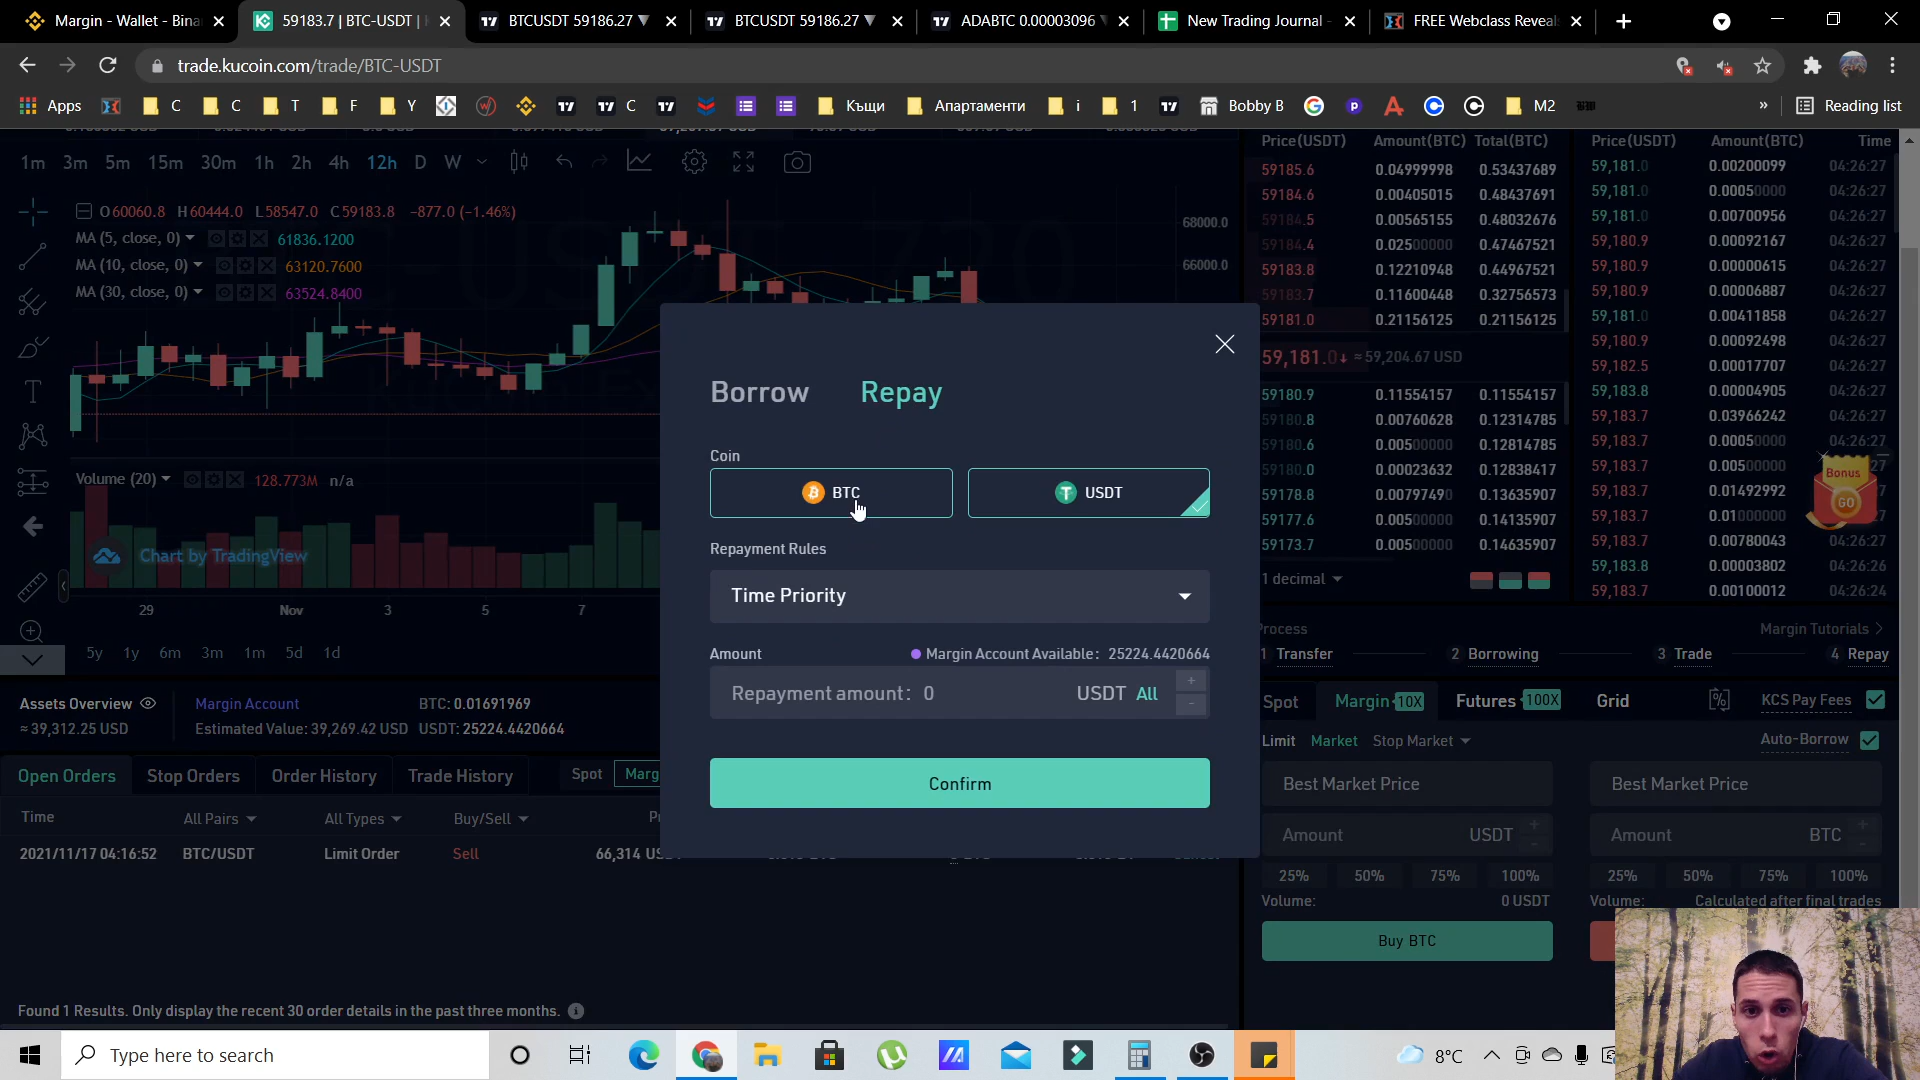 Margin - Wallet - Bina
59183.7 | BTC-USDT |
BTCUSDT 59186.27 ▼
BTCUSDT 59186.27 ▼
ADABTC 0.00003096
New Trading Journal -
FREE Webclass Reveal
trade.kucoin.com/trade/BTC-USDT
Apps
C
C
T
F
Y
C
Къщи
Апартаменти
i
1
Bobby B
M2
»
Reading list
1m 3m 5m 15m 30m 1h 2h 4h 12h D W
O60060.8 H60444.0 L58547.0 C59183.8 -877.0 (-1.46%)
MA (5, close, 0) 61836.1200
MA (10, close, 0) 63120.7600
MA (30, close, 0) 63524.8400
68000.0
66000.0
Volume (20) 128.773M n/a
Chart by TradingView
29 Nov 3 5 7
5y 1y 6m 3m 1m 5d 1d
Price(USDT) Amount(BTC) Total(BTC)
59185.6 0.04999998 0.53437689
59184.6 0.00405015 0.48437691
59184.5 0.00565155 0.48032676
59184.4 0.02500000 0.47467521
59183.8 0.12210948 0.44967521
59183.7 0.11600448 0.32756573
59181.0 0.21156125 0.21156125
59,181.0↓ ≈59,204.67 USD
59180.9 0.11554157 0.11554157
59180.8 0.00760628 0.12314785
59180.6 0.00500000 0.12814785
59180.0 0.00023632 0.12838417
59178.8 0.00797490 0.13635907
59177.6 0.00500000 0.14135907
59173.7 0.00500000 0.14635907
1 decimal
Price(USDT) Amount(BTC) Time
59,181.0 0.00200099 04:26:27
59,181.0 0.00050000 04:26:27
59,181.0 0.00700956 04:26:27
59,180.9 0.00092167 04:26:27
59,180.9 0.00000615 04:26:27
59,180.9 0.00006887 04:26:27
59,181.0 0.00411858 04:26:27
59,180.9 0.00092498 04:26:27
59,182.5 0.00017707 04:26:27
59,183.8 0.00004905 04:26:27
59,183.7 0.03966242 04:26:27
59,183.7 0.00050000 04:26:27
59,183.7 0.00500000
59,183.7 0.01492992
59,183.7 0.01000000
59,183.7 0.00780043 04:26:27
59,183.8 0.00003802 04:26:26
59,183.7 0.00100012 04:26:24
Bonus
GO
Borrow Repay
Coin
BTC
USDT
Repayment Rules
Time Priority
Amount
Margin Account Available: 25224.4420664
Repayment amount: 0 USDT All
Confirm
Process
Margin Tutorials >
1 Transfer 2 Borrowing 3 Trade 4 Repay
Spot Margin 10X Futures 100X Grid KCS Pay Fees
Limit Market Stop Market Auto-Borrow
Best Market Price
Best Market Price
Amount USDT
Amount BTC
25% 50% 75% 100%
25% 50% 75% 100%
Volume: 0 USDT
Volume: Calculated after final trades
Buy BTC
Assets Overview
≈39,312.25 USD
Margin Account BTC: 0.01691969
Estimated Value: 39,269.42 USD USDT: 25224.4420664
Open Orders Stop Orders Order History Trade History Spot Marg
Time All Pairs All Types Buy/Sell
2021/11/17 04:16:52 BTC/USDT Limit Order Sell 66,314
Found 1 Results. Only display the recent 30 order details in the past three months.
Type here to search
8°C